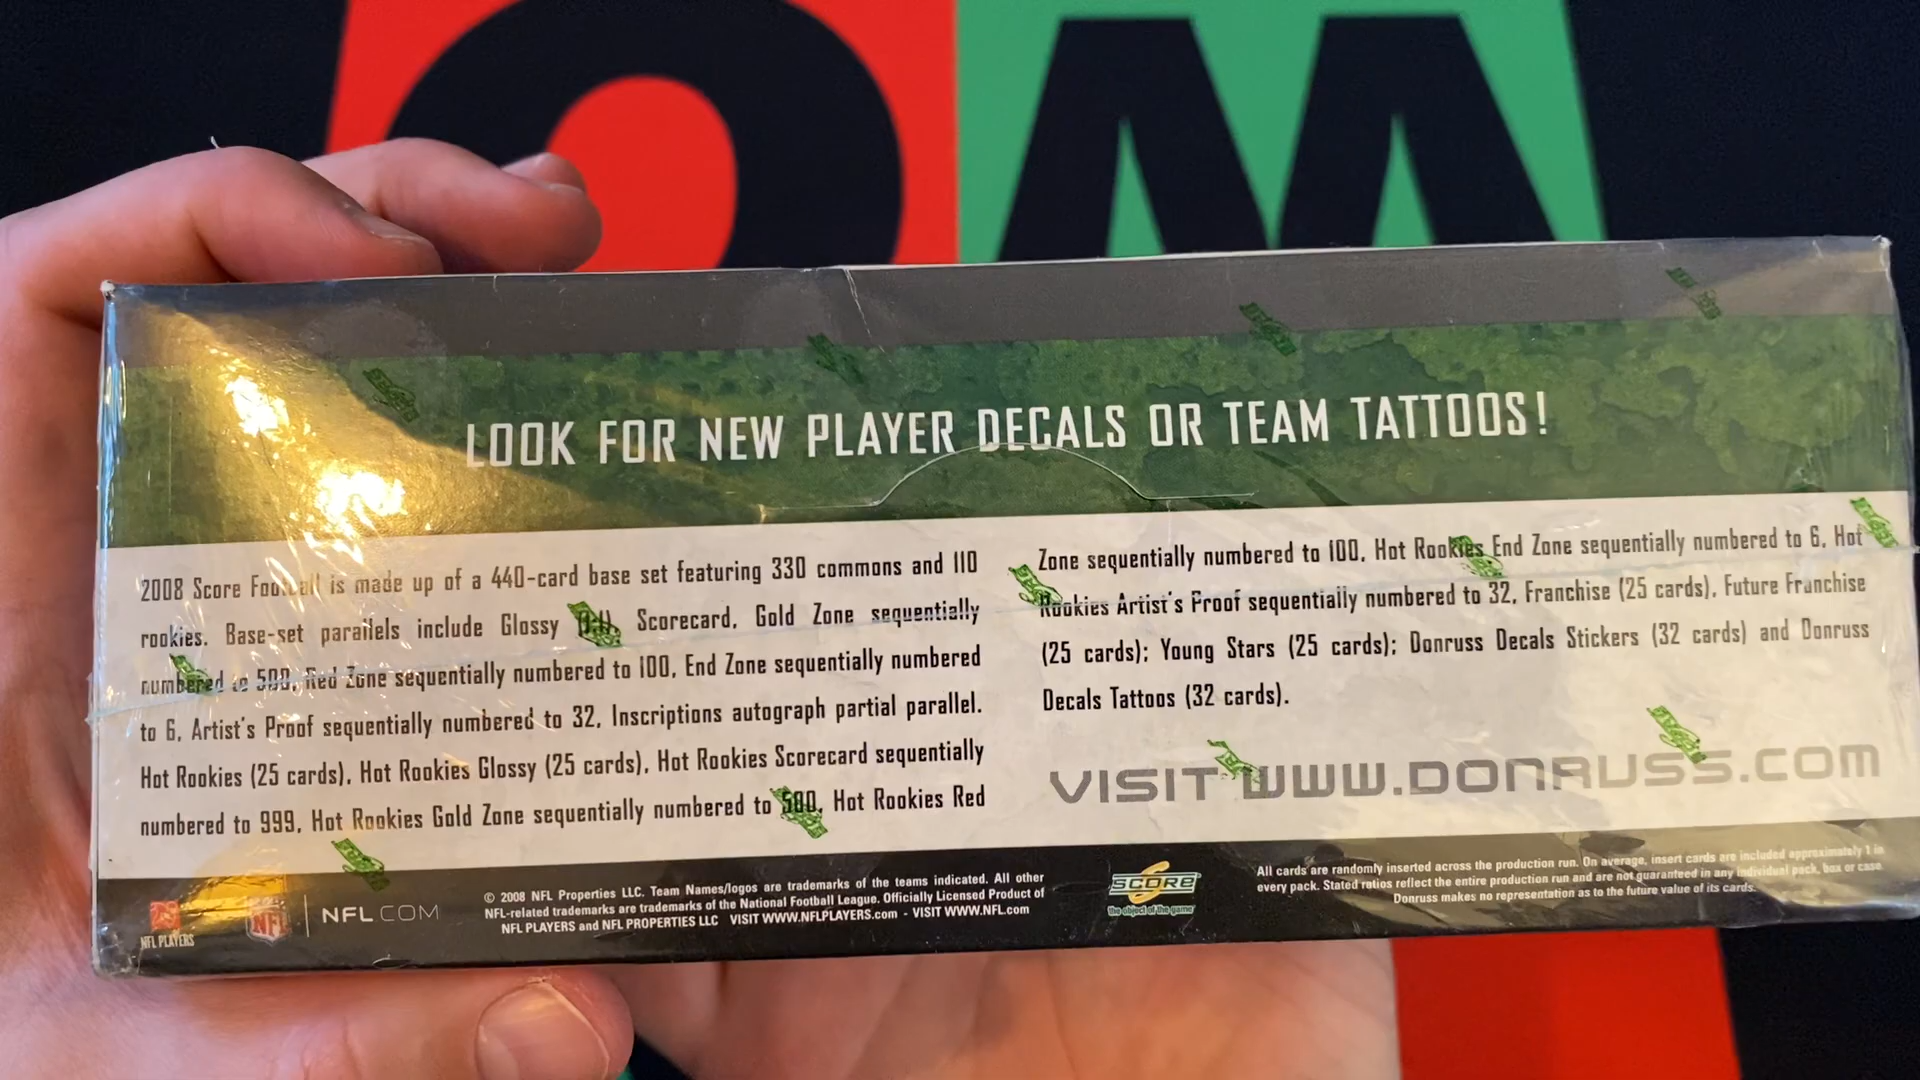 LOOK FOR NEW PLAYER DECALS OR TEAM TATTOOS!
2008 Score Football is made up of a 440-card base set featuring 330 commons and 110
rookies. Base-set parallels include Glossy Scorecard, Gold Zone sequentially
numbered to 500, Red Zone sequentially numbered to 100, End Zone sequentially numbered
to 6, Artist's Proof sequentially numbered to 32, Inscriptions autograph partial parallel.
Hot Rookies (25 cards), Hot Rookies Glossy (25 cards), Hot Rookies Scorecard sequentially
numbered to 999, Hot Rookies Gold Zone sequentially numbered to 500, Hot Rookies Red
Zone sequentially numbered to 100, Hot Rookies End Zone sequentially numbered to 6, Hot
Rookies Artist's Proof sequentially numbered to 32, Franchise (25 cards), Future Franchise
(25 cards); Young Stars (25 cards); Donruss Decals Stickers (32 cards) and Donruss
Decals Tattoos (32 cards).
VISIT WWW.DONRUSS.COM
NFL PLAYERS
NFL
NFL.COM
© 2008 NFL Properties LLC. Team Names/logos are trademarks of the teams indicated. All other
NFL-related trademarks are trademarks of the National Football League. Officially Licensed Product of
NFL PLAYERS and NFL PROPERTIES LLC VISIT WWW.NFLPLAYERS.com - VISIT WWW.NFL.com
SCORE
the object of the game
All cards are randomly inserted across the production run. On average, insert cards are included approximately 1 in
every pack. Stated ratios reflect the entire production run and are not guaranteed in any individual pack, box or case.
Donruss makes no representation as to the future value of its cards.